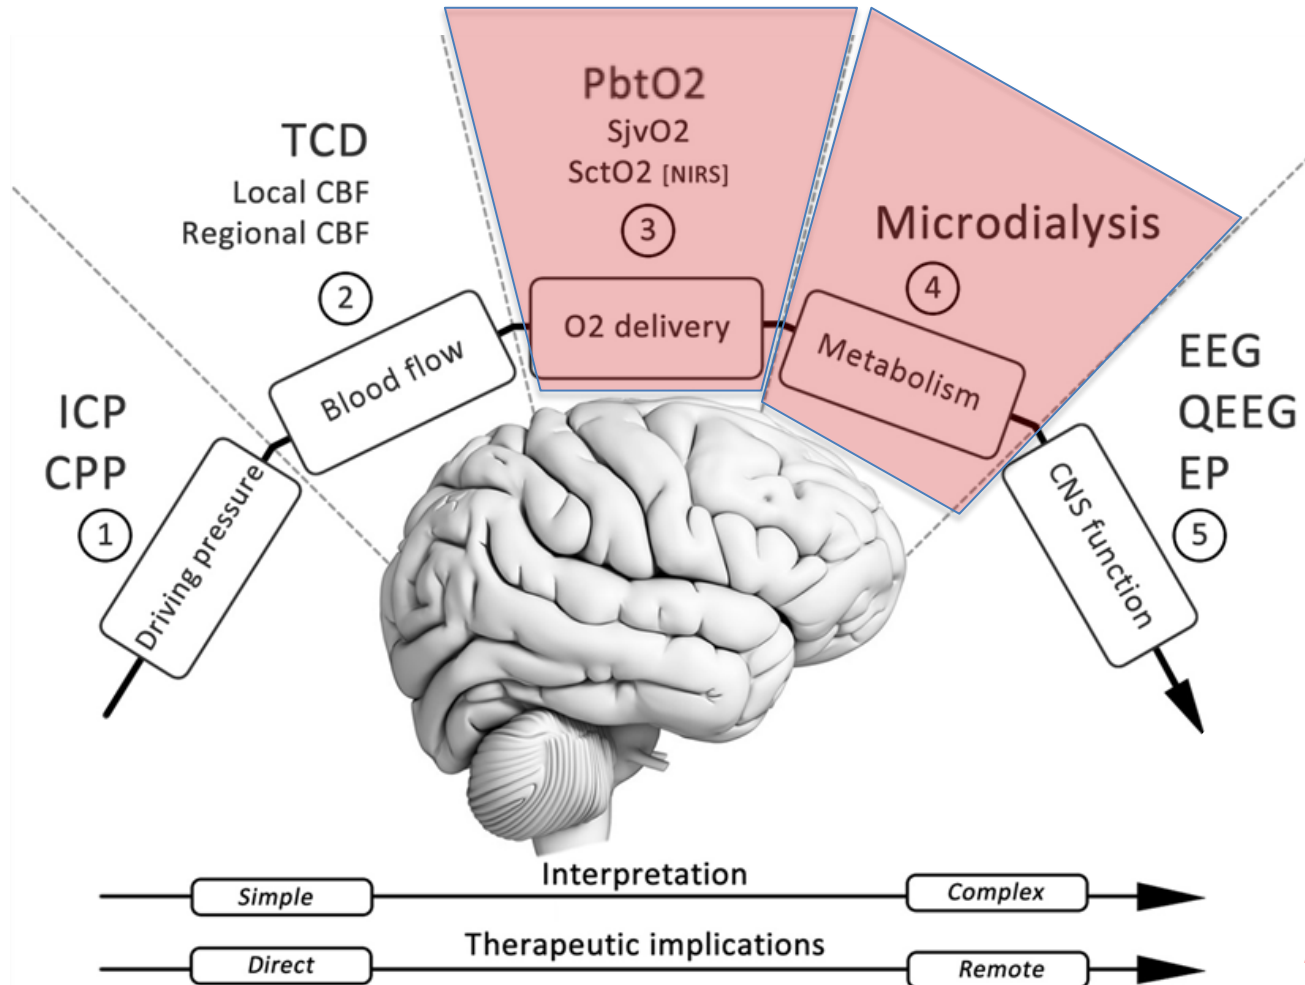 ICP
CPP
1
Driving pressure
TCD
Local CBF
Regional CBF
2
Blood flow
PbtO2
SjvO2
SctO2 [NIRS]
3
O2 delivery
Microdialysis
4
Metabolism
EEG
QEEG
EP
5
CNS function
Interpretation
Simple
Complex
Therapeutic implications
Direct
Remote